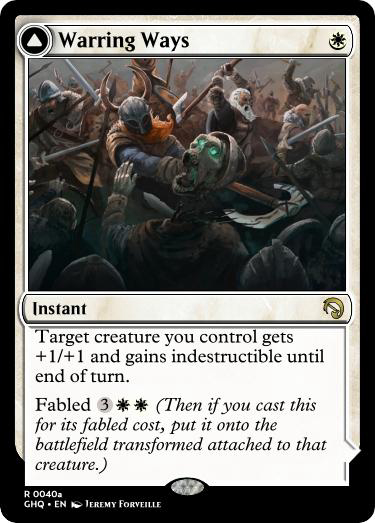 Warring Ways
Instant
Target creature you control gets
+1/+1 and gains indestructible until
end of turn.
Fabled 3 (Then if you cast this
for its fabled cost, put it onto the
battlefield transformed attached to that
creature.)
R 0040a
GHQ • EN Jeremy Forveille